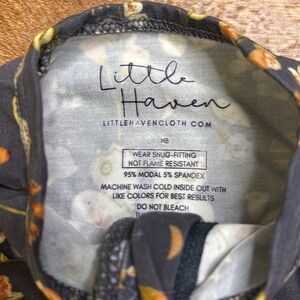 Little
Haven
LITTLEHAVENCLOTH.COM
NB
WEAR SNUG-FITTING
NOT FLAME RESISTANT
95% MODAL 5% SPANDEX
MACHINE WASH COLD INSIDE OUT WITH
LIKE COLORS FOR BEST RESULTS
DO NOT BLEACH